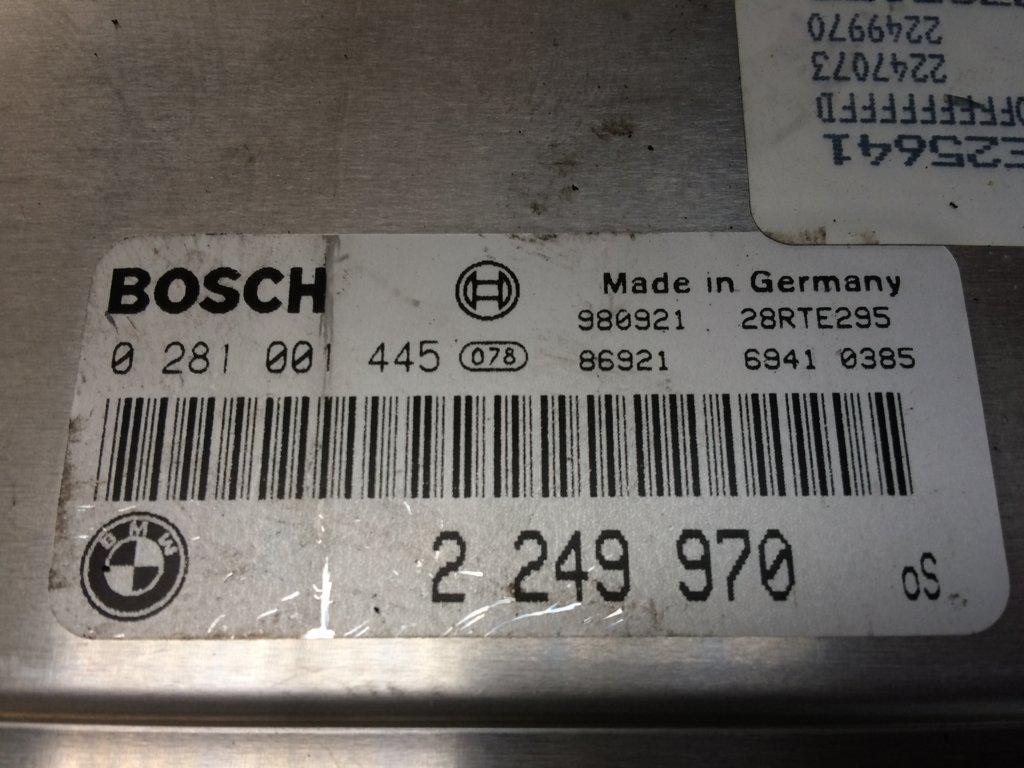 2249970
2247073
E25641
BOSCH
Made in Germany
980921 28RTE295
0 281 001 445 078
86921 6941 0385
BMW
2 249 970
oS